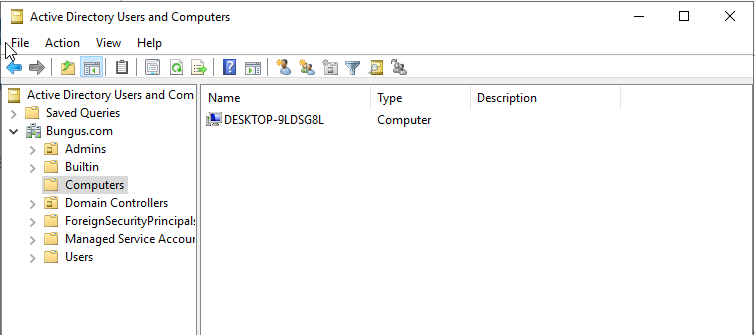 Active Directory Users and Computers
File Action View Help
Active Directory Users and Com
Saved Queries
Bungus.com
Admins
Builtin
Computers
Domain Controllers
ForeignSecurityPrincipals
Managed Service Accour
Users
Name Type Description
DESKTOP-9LDSG8L Computer